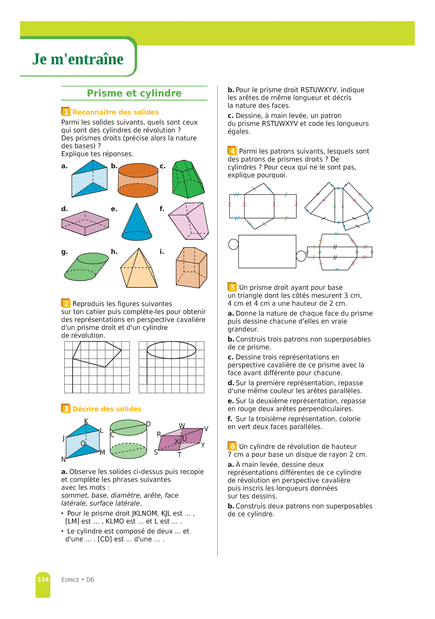 Je m'entraîne
Prisme et cylindre
1 Reconnaître des solides
Parmi les solides suivants, quels sont ceux
qui sont des cylindres de révolution ?
Des prismes droits (précise alors la nature
des bases) ?
Explique tes réponses.
a. b. c.
d. e. f.
g. h. i.
2 Reproduis les figures suivantes
sur ton cahier puis complète-les pour obtenir
des représentations en perspective cavalière
d'un prisme droit et d'un cylindre
de révolution.
3 Décrire des solides
K
J
L
O
M
N
C
D
R
S
T
U
V
W
X
Y
a. Observe les solides ci-dessus puis recopie
et complète les phrases suivantes
avec les mots :
sommet, base, diamètre, arête, face
latérale, surface latérale.
• Pour le prisme droit JKLNOM, KJL est ... ,
[LM] est ... , KLMO est ... et L est ... .
• Le cylindre est composé de deux ... et
d'une ... . [CD] est ... d'une ... .
b. Pour le prisme droit RSTUWXYV, indique
les arêtes de même longueur et décris
la nature des faces.
c. Dessine, à main levée, un patron
du prisme RSTUWXYV et code les longueurs
égales.
4 Parmi les patrons suivants, lesquels sont
des patrons de prismes droits ? De
cylindres ? Pour ceux qui ne le sont pas,
explique pourquoi.
5 Un prisme droit ayant pour base
un triangle dont les côtés mesurent 3 cm,
4 cm et 4 cm a une hauteur de 2 cm.
a. Donne la nature de chaque face du prisme
puis dessine chacune d'elles en vraie
grandeur.
b. Construis trois patrons non superposables
de ce prisme.
c. Dessine trois représentations en
perspective cavalière de ce prisme avec la
face avant différente pour chacune.
d. Sur la première représentation, repasse
d'une même couleur les arêtes parallèles.
e. Sur la deuxième représentation, repasse
en rouge deux arêtes perpendiculaires.
f. Sur la troisième représentation, colorie
en vert deux faces parallèles.
6 Un cylindre de révolution de hauteur
7 cm a pour base un disque de rayon 2 cm.
a. À main levée, dessine deux
représentations différentes de ce cylindre
de révolution en perspective cavalière
puis inscris les longueurs données
sur tes dessins.
b. Construis deux patrons non superposables
de ce cylindre.
334 ESPACE • D6